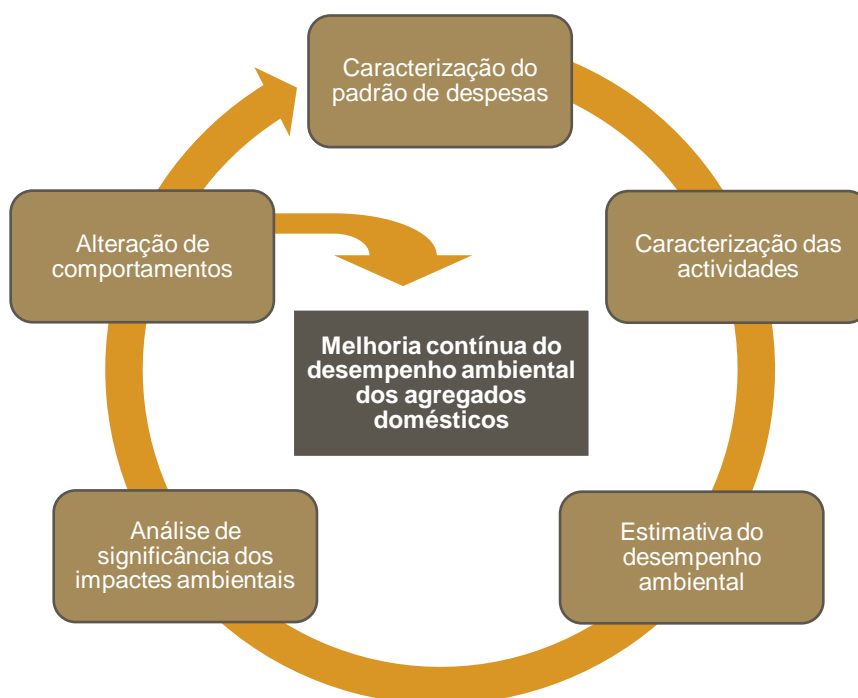 Caracterização do
padrão de despesas
Caracterização das
actividades
Estimativa do
desempenho
ambiental
Análise de
significância dos
impactes ambientais
Alteração de
comportamentos
Melhoria contínua do
desempenho ambiental
dos agregados
domésticos